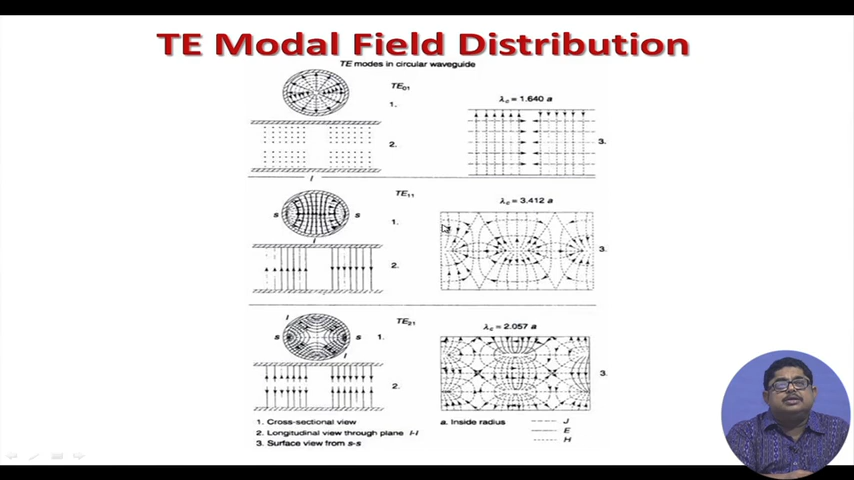 TE Modal Field Distribution
TE modes in circular waveguide
TE01
λc = 1.640 a
1.
2.
3.
l
TE11
λc = 3.412 a
s s
1.
l
2.
3.
l
TE21
λc = 2.057 a
s s
1.
l
2.
3.
1. Cross-sectional view
2. Longitudinal view through plane l-l
3. Surface view from s-s
a. Inside radius
J
E
H